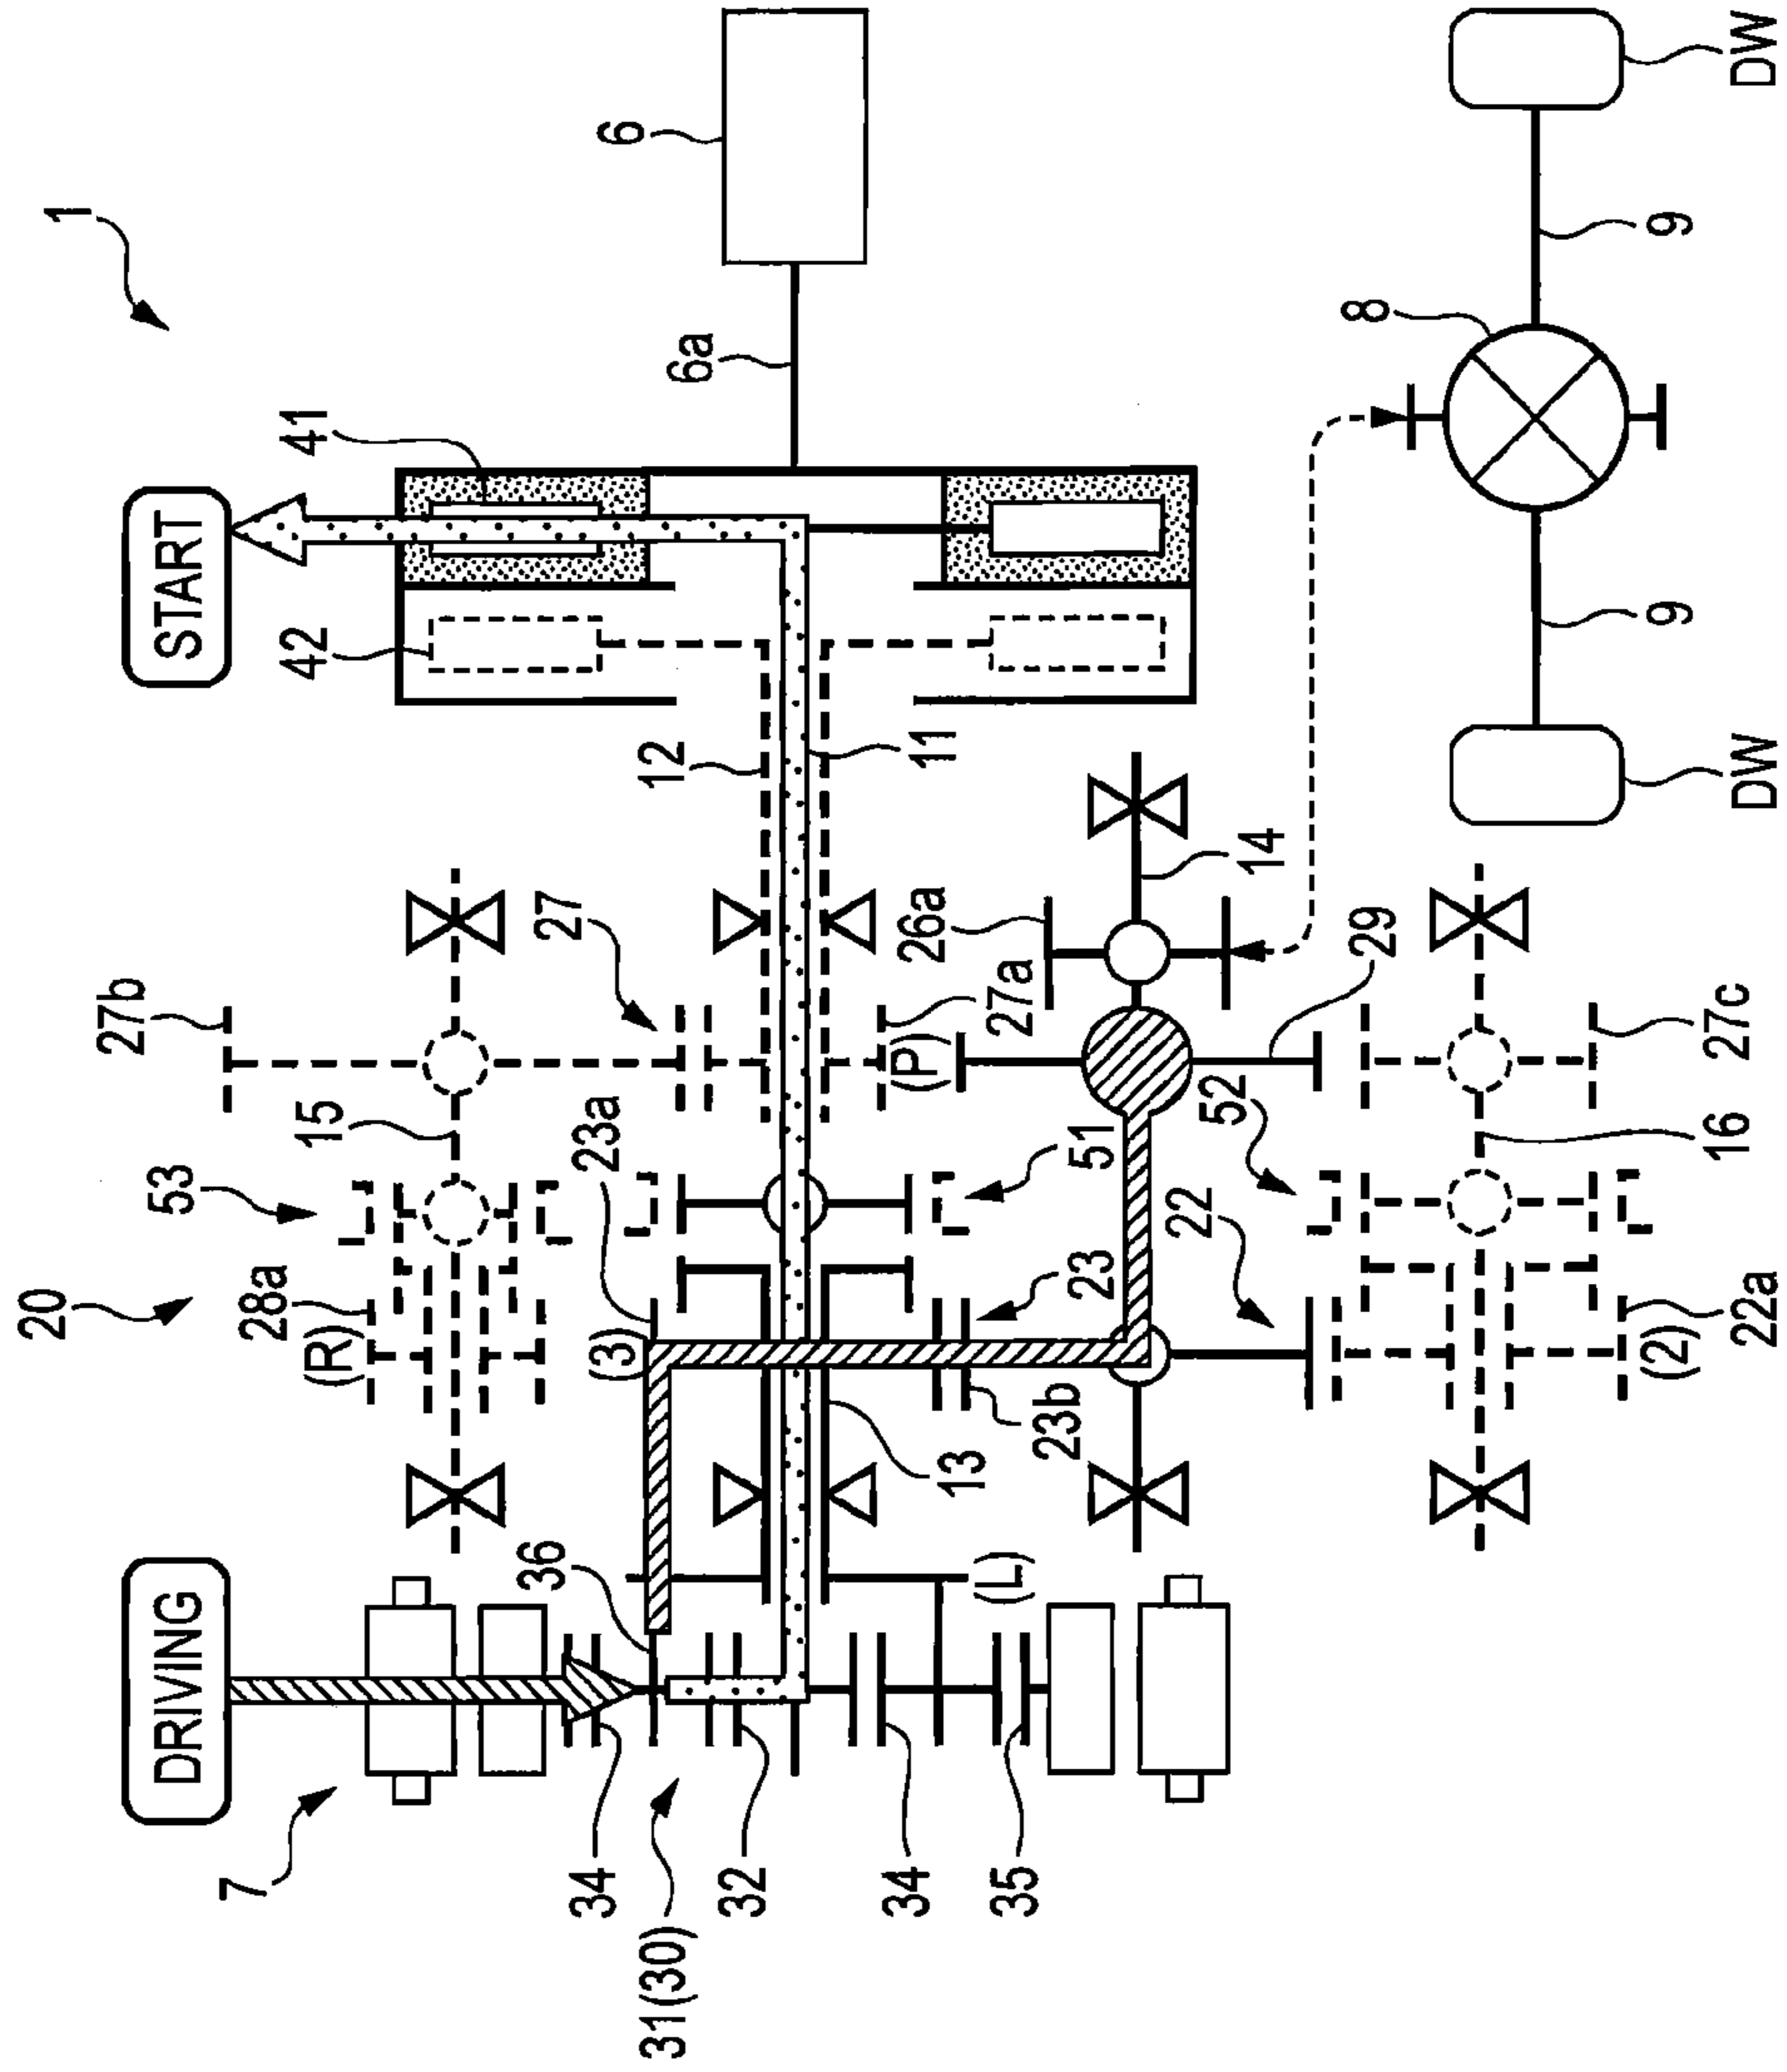 1
START
41
42
6
6a
12
11
DW
9
8
9
DW
14
26a
27
27a
27b
(P)
29
27c
15
53
23a
51
52
16
20
28a
(R)
(3)
23
22
(2)
22a
23b
13
36
(L)
DRIVING
7
34
31(30)
32
34
35